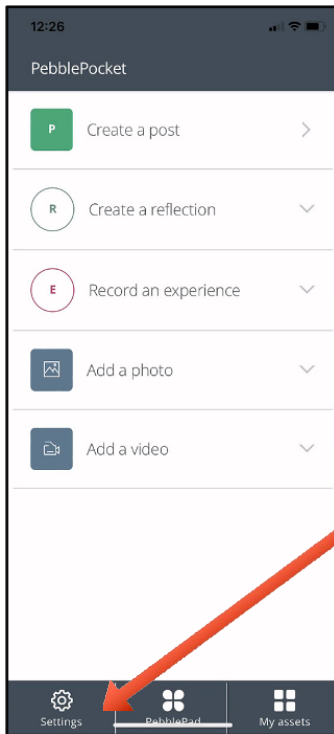 12:26
PebblePocket
P Create a post
R Create a reflection
E Record an experience
Add a photo
Add a video
Settings PebblePad My assets